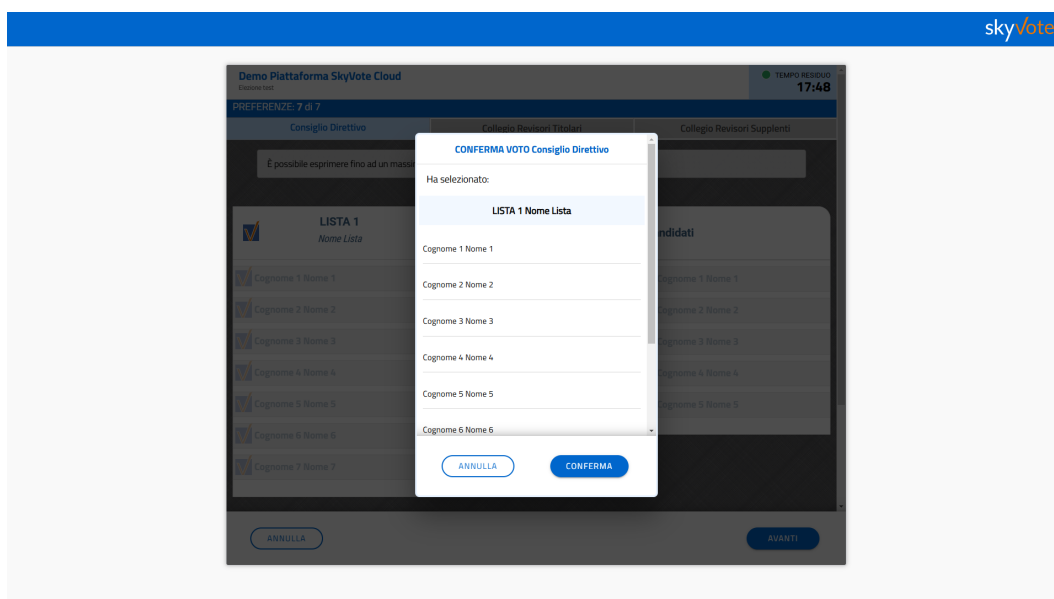 skyVote
Demo Piattaforma SkyVote Cloud
TEMPO RESIDUO
17:48
PREFERENZE: 7 di 7
Consiglio Direttivo
Collegio Revisori Titolari
Collegio Revisori Supplenti
È possibile esprimere fino ad un
CONFERMA VOTO Consiglio Direttivo
Ha selezionato:
LISTA 1 Nome Lista
Cognome 1 Nome 1
Cognome 2 Nome 2
Cognome 3 Nome 3
Cognome 4 Nome 4
Cognome 5 Nome 5
Cognome 6 Nome 6
ANNULLA
CONFERMA
LISTA 1
Nome Lista
Cognome 1 Nome 1
Cognome 2 Nome 2
Cognome 3 Nome 3
Cognome 4 Nome 4
Cognome 5 Nome 5
Cognome 6 Nome 6
Cognome 7 Nome 7
ndidati
Cognome 1 Nome 1
Cognome 2 Nome 2
Cognome 3 Nome 3
Cognome 4 Nome 4
Cognome 5 Nome 5
ANNULLA
AVANTI